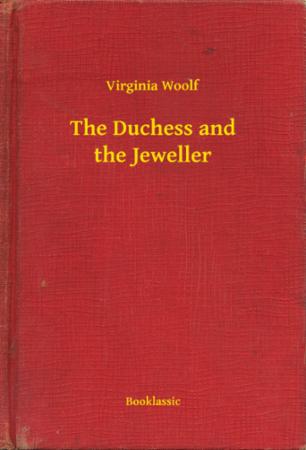 Virginia Woolf
The Duchess and
the Jeweller
Booklassic